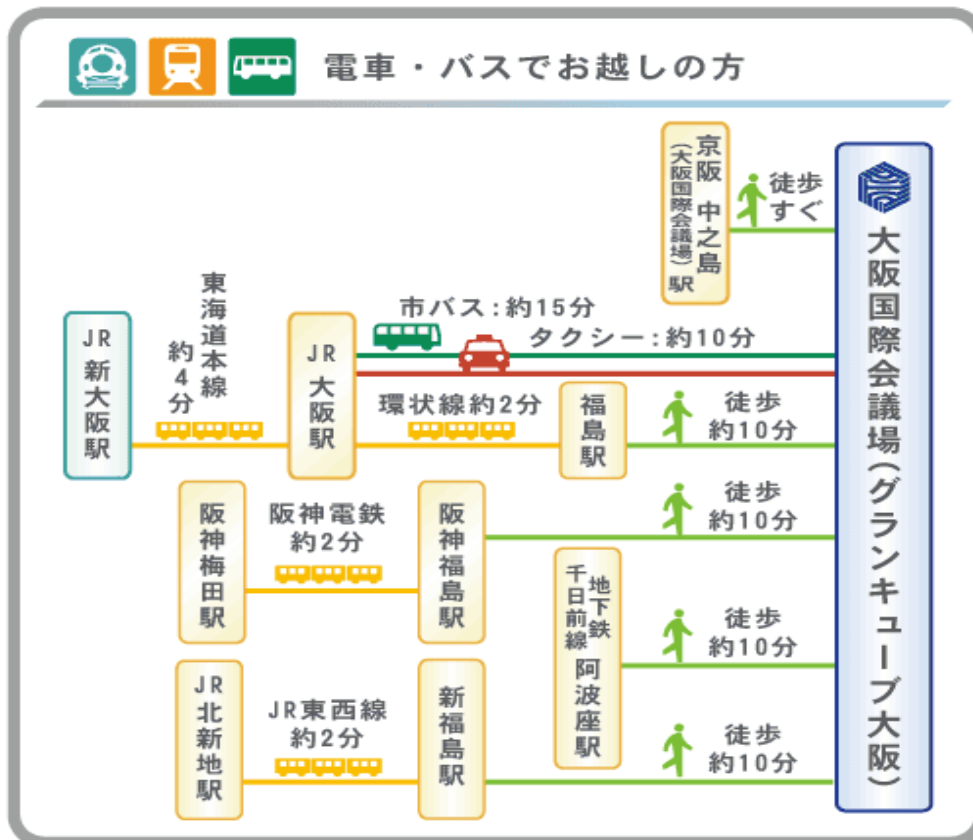 電車・バスでお越しの方
京阪 中之島
(大阪国際会議場)駅
徒歩
すぐ
大阪国際会議場(グランキューブ大阪)
JR 新大阪駅
東海道本線
約4分
JR 大阪駅
市バス:約15分
タクシー:約10分
環状線約2分
福島駅
徒歩
約10分
阪神梅田駅
阪神電鉄
約2分
阪神福島駅
徒歩
約10分
地下鉄
千日前線
阿波座駅
徒歩
約10分
JR北新地駅
JR東西線
約2分
新福島駅
徒歩
約10分